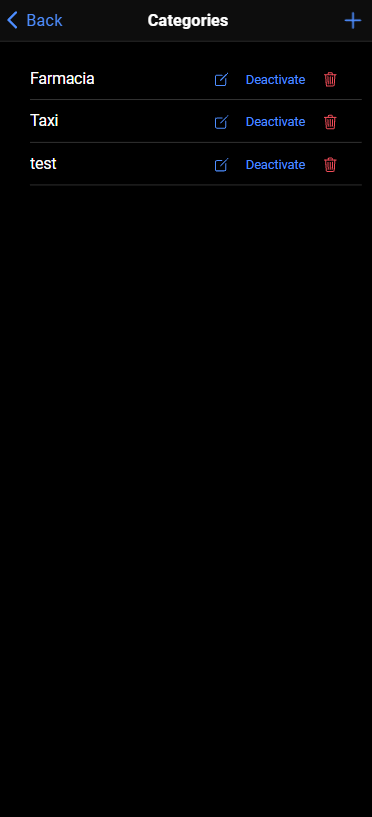 Back Categories
Farmacia Deactivate
Taxi Deactivate
test Deactivate